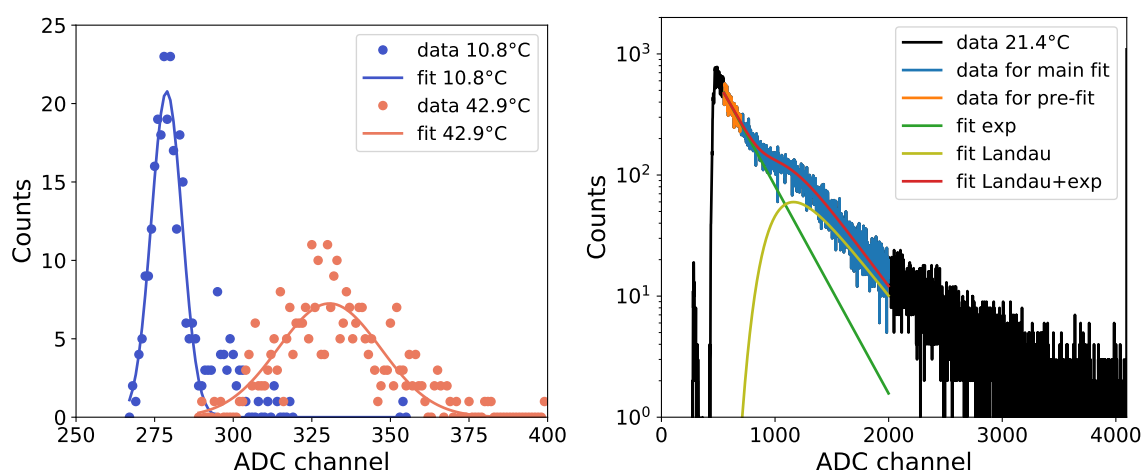 25
20
15
10
5
0
250
275
300
325
350
375
400
Counts
ADC channel
data 10.8°C
fit 10.8°C
data 42.9°C
fit 42.9°C
10³
10²
10¹
10⁰
0
1000
2000
3000
4000
Counts
ADC channel
data 21.4°C
data for main fit
data for pre-fit
fit exp
fit Landau
fit Landau+exp